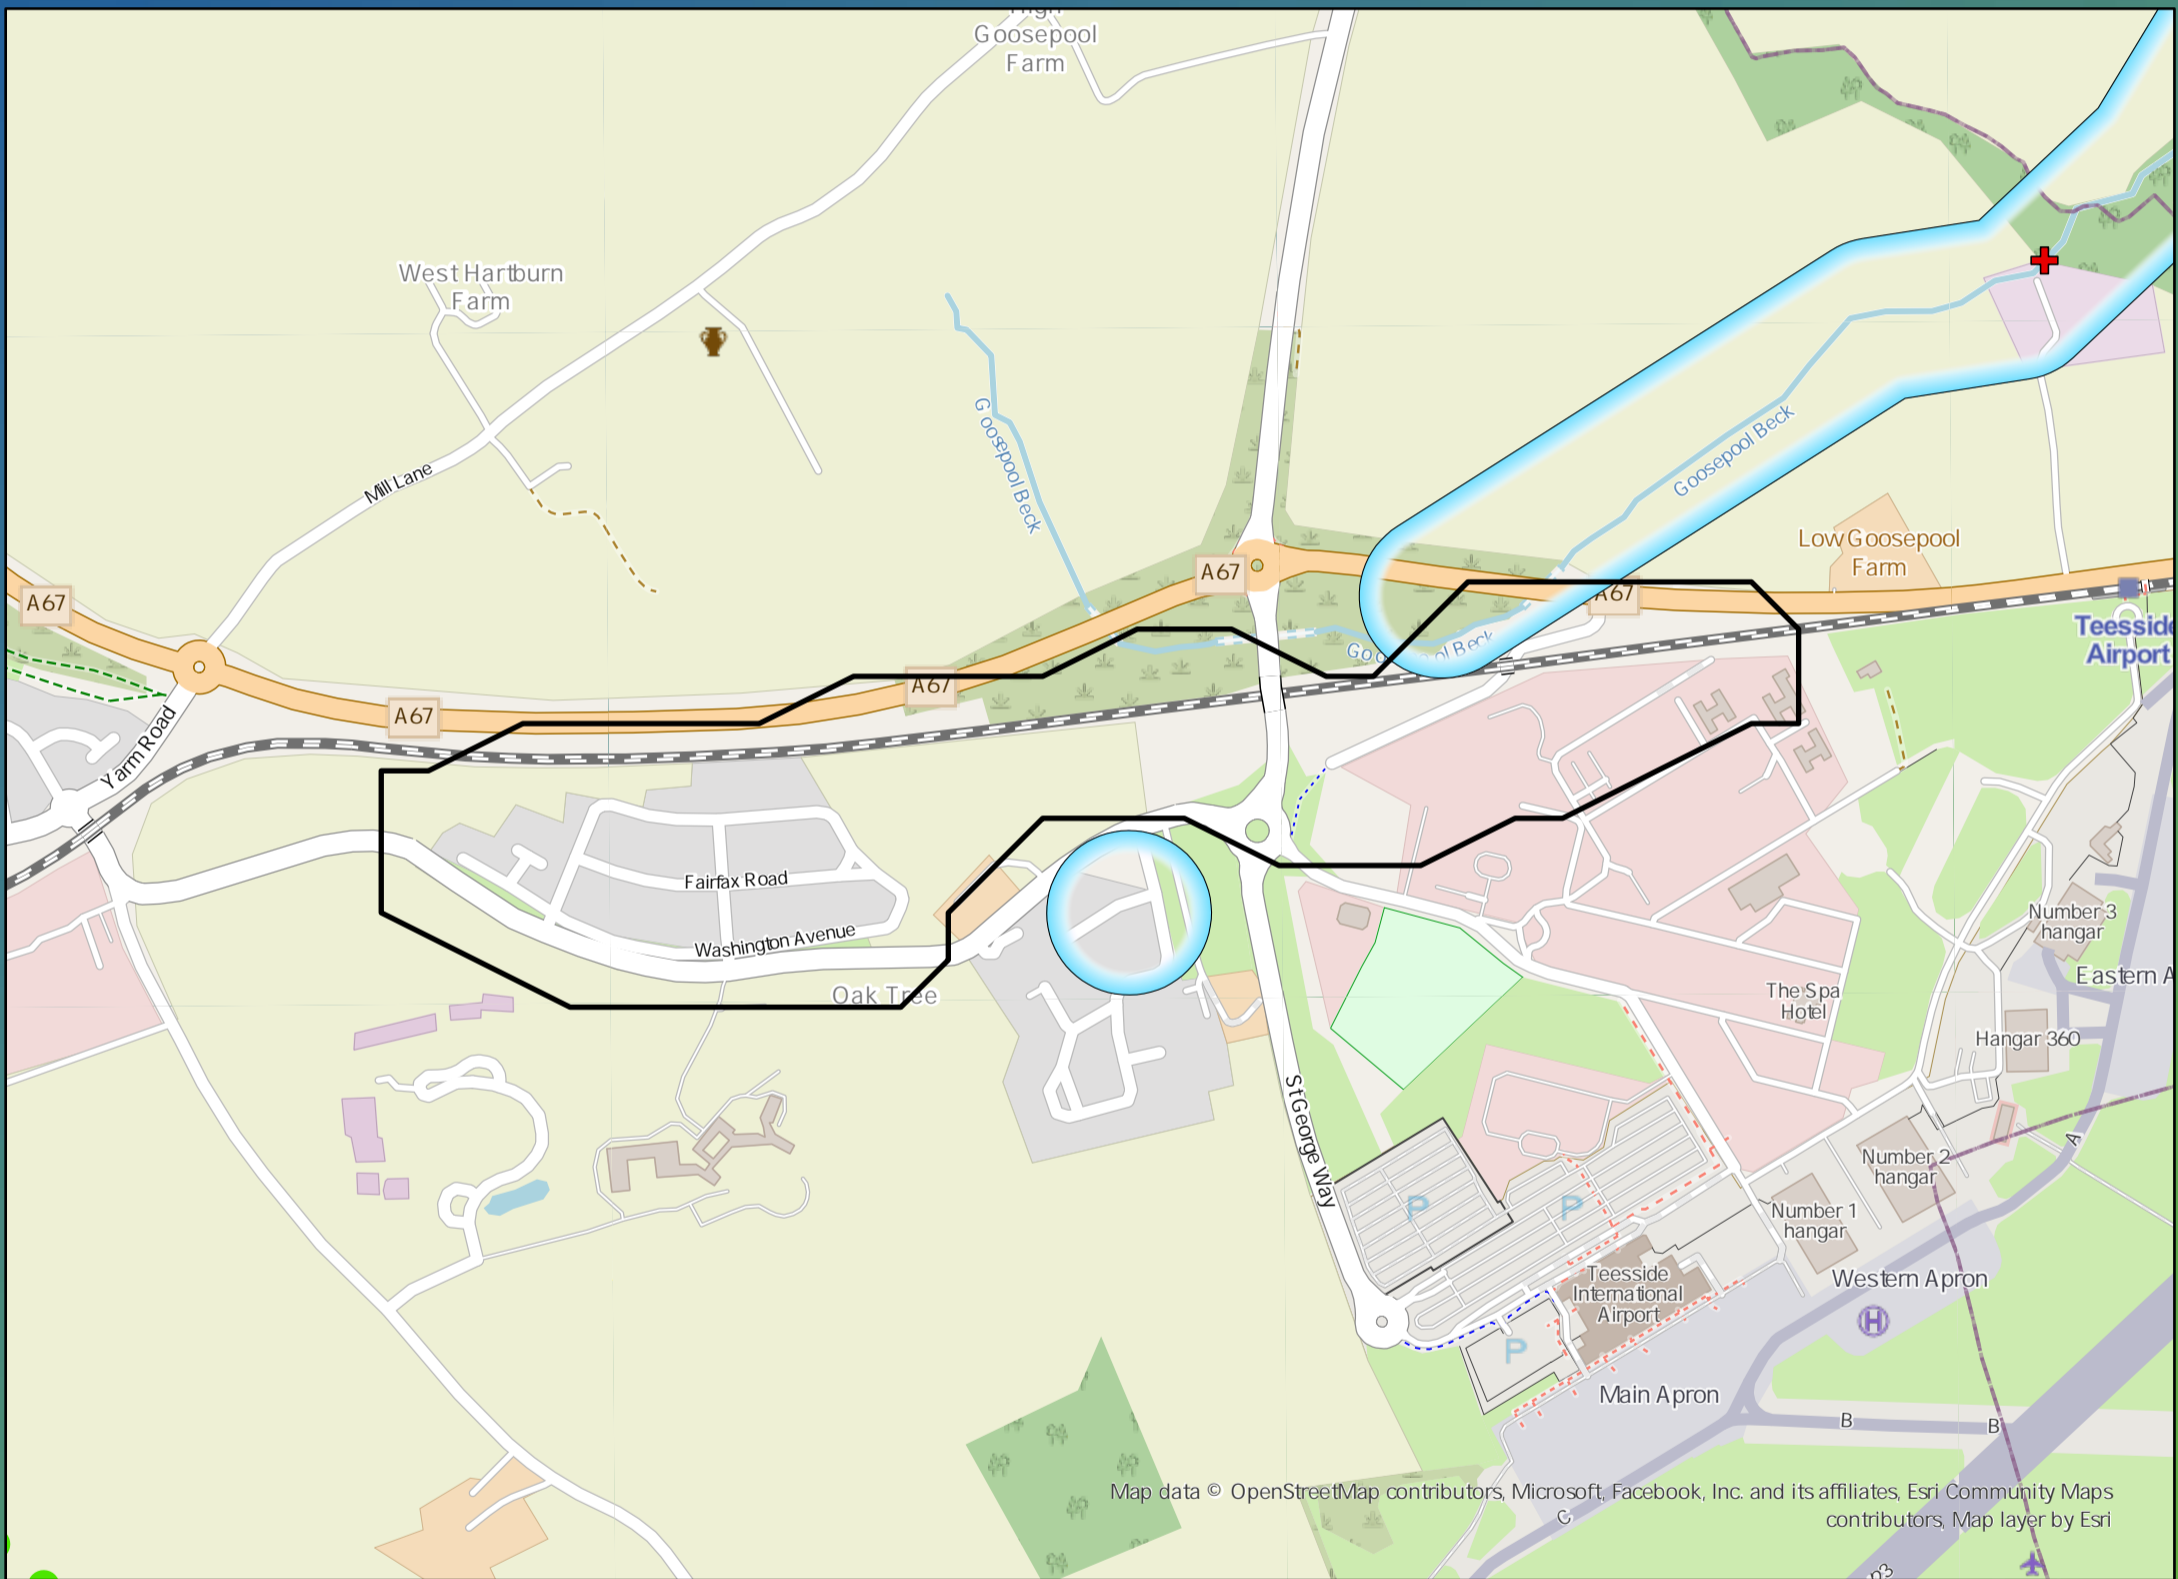 High
Goosepool
Farm
West Hartburn
Farm
Goosepool Beck
Goosepool Beck
Mill Lane
Low Goosepool
Farm
A67
A67
A67
A67
A67
Teesside
Airport
Yarm Road
Fairfax Road
Washington Avenue
Oak Tree
Number 3
hangar
Eastern A
The Spa
Hotel
Hangar 360
St George Way
A
Number 2
hangar
P
P
Number 1
hangar
Teesside
International
Airport
Western Apron
H
P
Main Apron
B
B
Map data © OpenStreetMap contributors, Microsoft, Facebook, Inc. and its affiliates, Esri Community Maps
contributors, Map layer by Esri
C